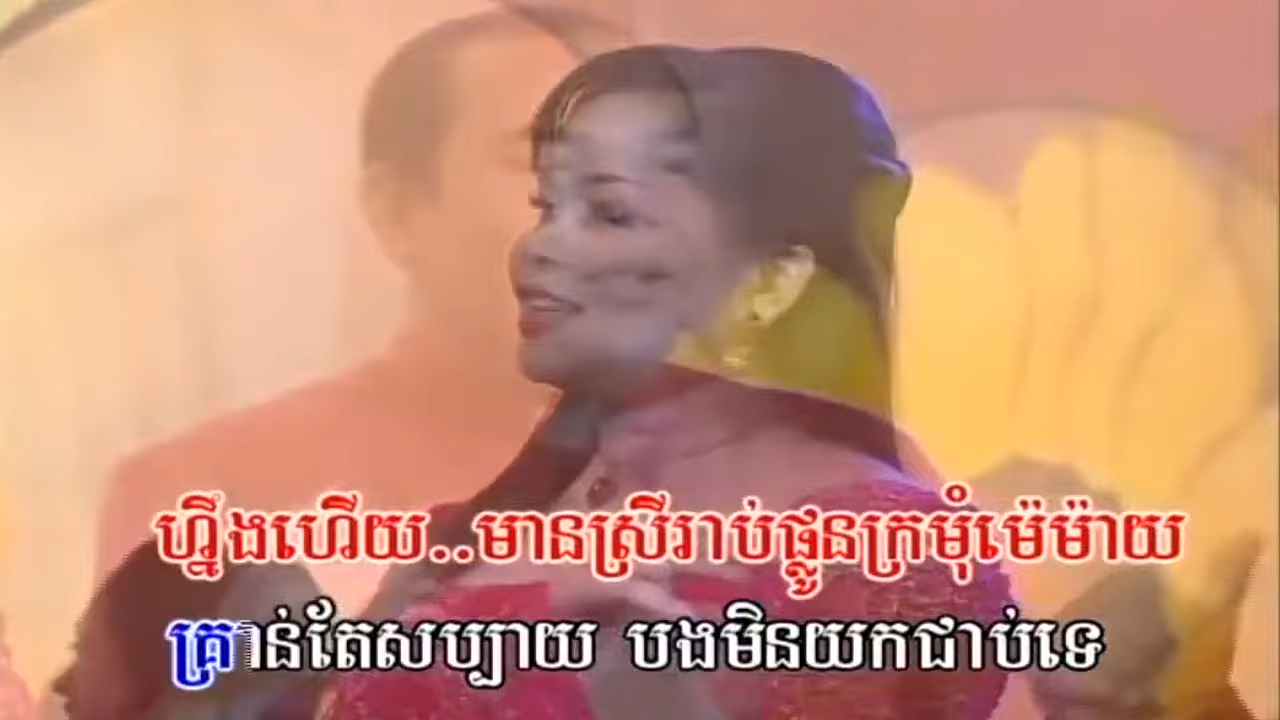 ហ្នឹងហើយ..មានស្រីរាប់ផ្លូនក្រមុំម៉េម៉ាយ
គ្រាន់តែសប្បាយ បងមិនយកជាប់ទេ